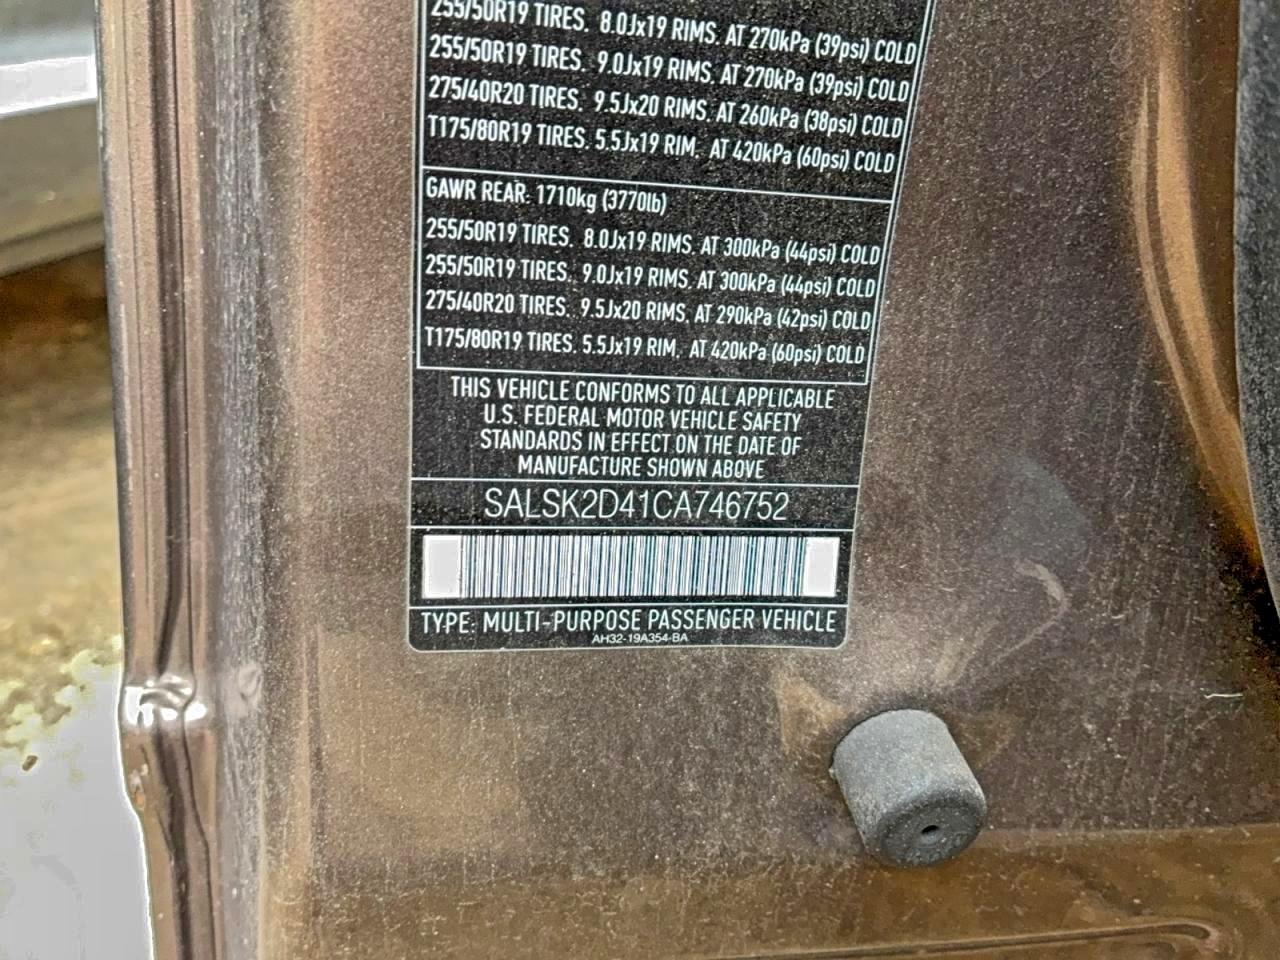 255/50R19 TIRES. 8.0Jx19 RIMS. AT 270kPa (39psi) COLD
255/50R19 TIRES. 9.0Jx19 RIMS. AT 270kPa (39psi) COLD
275/40R20 TIRES. 9.5Jx20 RIMS. AT 260kPa (38psi) COLD
T175/80R19 TIRES. 5.5Jx19 RIM. AT 420kPa (60psi) COLD
GAWR REAR: 1710kg (3770lb)
255/50R19 TIRES. 8.0Jx19 RIMS. AT 300kPa (44psi) COLD
255/50R19 TIRES. 9.0Jx19 RIMS. AT 300kPa (44psi) COLD
275/40R20 TIRES. 9.5Jx20 RIMS. AT 290kPa (42psi) COLD
T175/80R19 TIRES. 5.5Jx19 RIM. AT 420kPa (60psi) COLD
THIS VEHICLE CONFORMS TO ALL APPLICABLE
U.S. FEDERAL MOTOR VEHICLE SAFETY
STANDARDS IN EFFECT ON THE DATE OF
MANUFACTURE SHOWN ABOVE
SALSK2D41CA746752
TYPE: MULTI-PURPOSE PASSENGER VEHICLE
AH32-19A354-BA